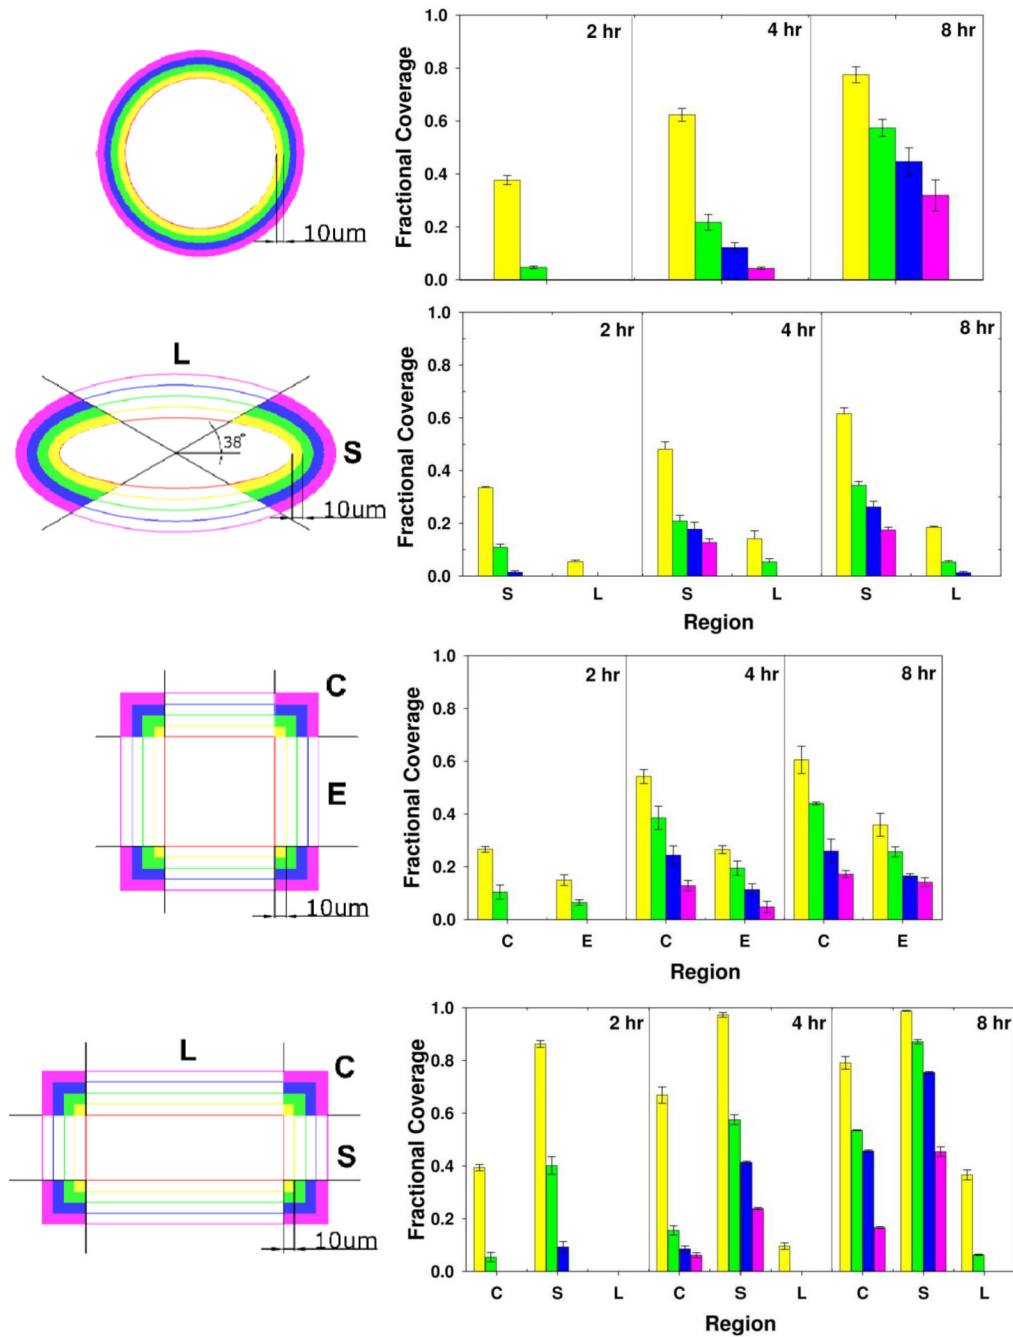 2 hr 4 hr 8 hr
1.0
0.8
0.6
0.4
0.2
0.0
Fractional Coverage
10um
2 hr 4 hr 8 hr
1.0
0.8
0.6
0.4
0.2
0.0
Fractional Coverage
L
38°
S
10um
S L S L S L
Region
2 hr 4 hr 8 hr
1.0
0.8
0.6
0.4
0.2
0.0
Fractional Coverage
C
E
10um
C E C E C E
Region
2 hr 4 hr 8 hr
1.0
0.8
0.6
0.4
0.2
0.0
Fractional Coverage
L
C
S
10um
C S L C S L C S L
Region